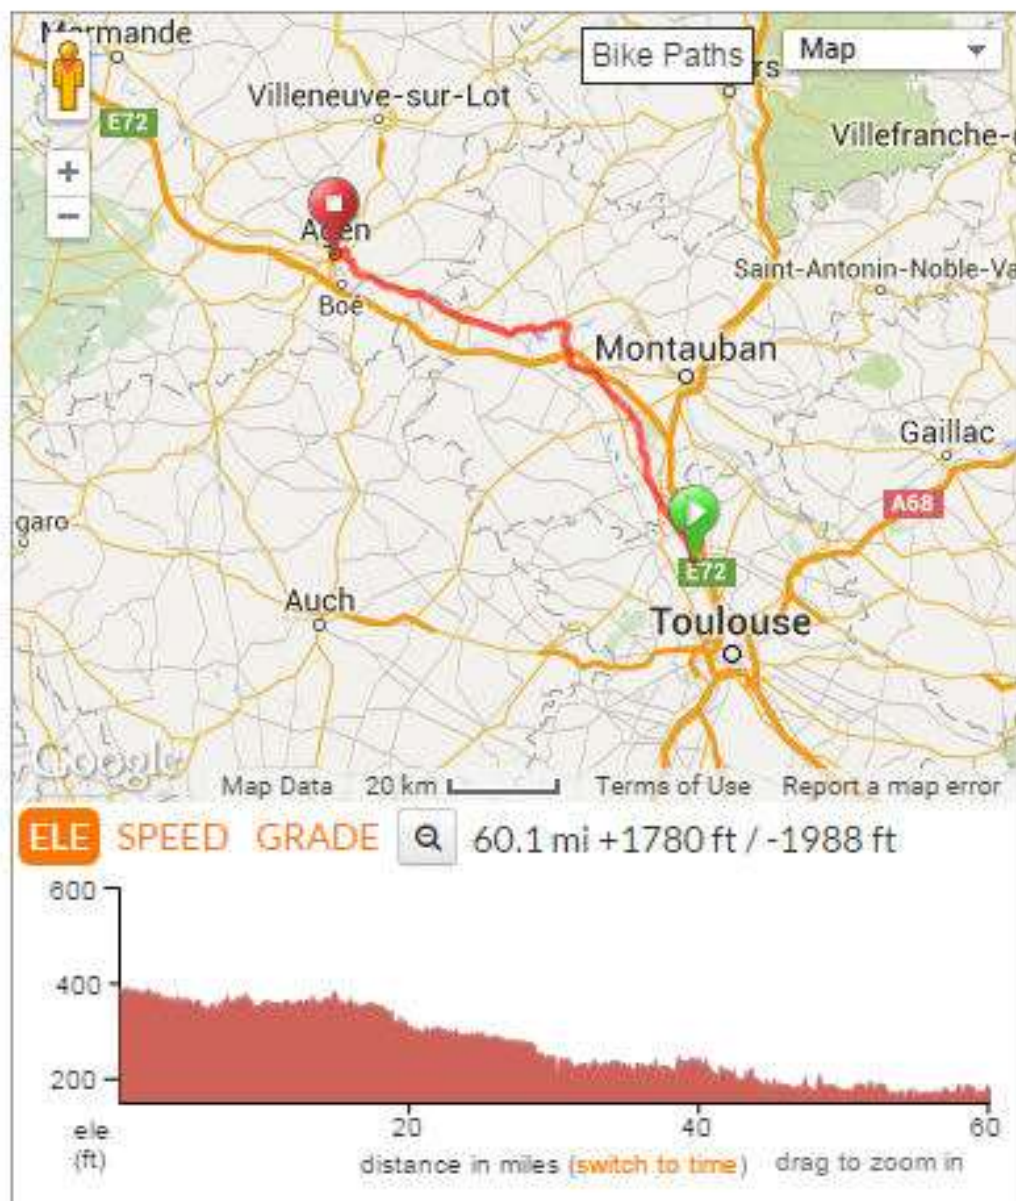 Marmande
Bike Paths
rs
Map
Villeneuve-sur-Lot
E72
Villefranche-
+
−
Agen
Saint-Antonin-Noble-Va
Boé
Montauban
Gaillac
A68
garo
E72
Auch
Toulouse
Google
Map Data 20 km Terms of Use Report a map error
ELE SPEED GRADE 60.1 mi +1780 ft / -1988 ft
600
400
200
20 40 60
ele
(ft)
distance in miles (switch to time) drag to zoom in